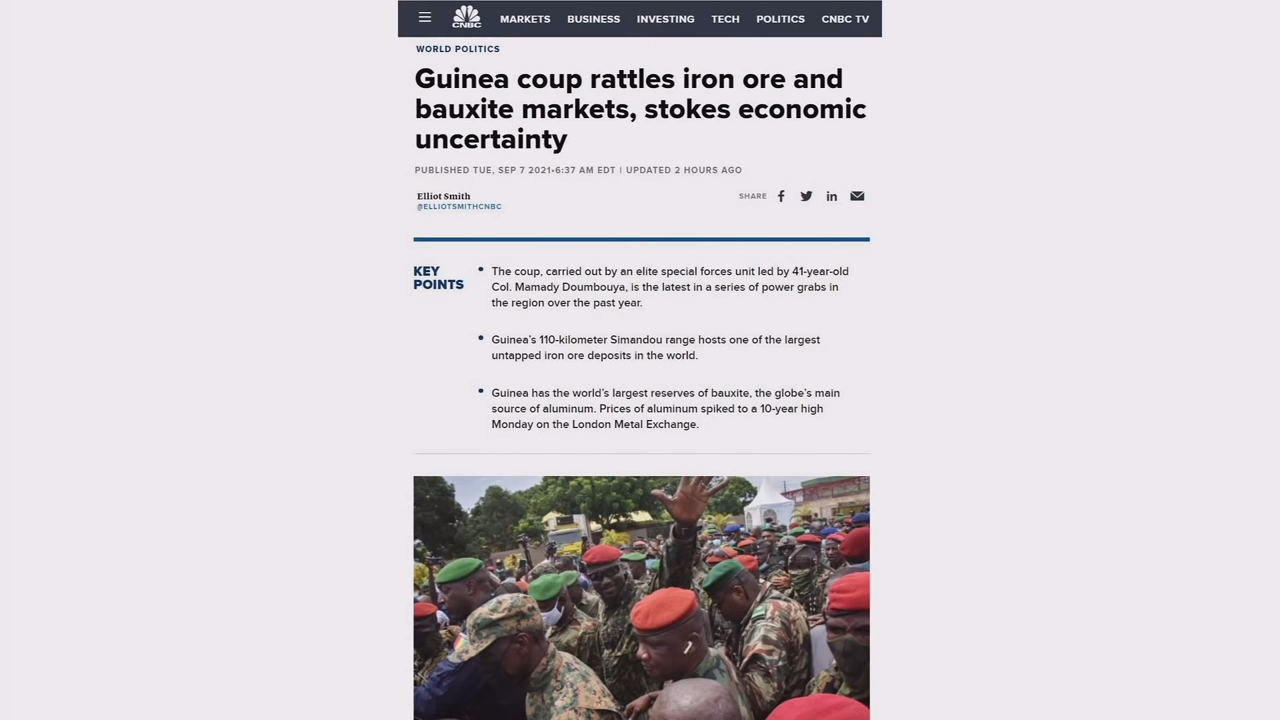 CNBC
MARKETS BUSINESS INVESTING TECH POLITICS CNBC TV
WORLD POLITICS
Guinea coup rattles iron ore and
bauxite markets, stokes economic
uncertainty
PUBLISHED TUE, SEP 7 2021•6:37 AM EDT | UPDATED 2 HOURS AGO
Elliot Smith
@ELLIOTSMITHCNBC
SHARE
KEY
POINTS
• The coup, carried out by an elite special forces unit led by 41-year-old
Col. Mamady Doumbouya, is the latest in a series of power grabs in
the region over the past year.
• Guinea's 110-kilometer Simandou range hosts one of the largest
untapped iron ore deposits in the world.
• Guinea has the world's largest reserves of bauxite, the globe's main
source of aluminum. Prices of aluminum spiked to a 10-year high
Monday on the London Metal Exchange.